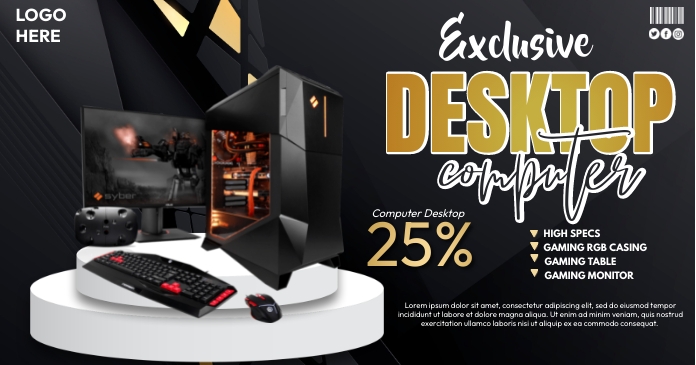 LOGO
HERE
Exclusive
DESKTOP
computer
syber
Computer Desktop
25%
HIGH SPECS
GAMING RGB CASING
GAMING TABLE
GAMING MONITOR
Lorem ipsum dolor sit amet, consectetur adipiscing elit, sed do eiusmod tempor
incididunt ut labore et dolore magna aliqua. Ut enim ad minim veniam, quis nostrud
exercitation ullamco laboris nisi ut aliquip ex ea commodo consequat.